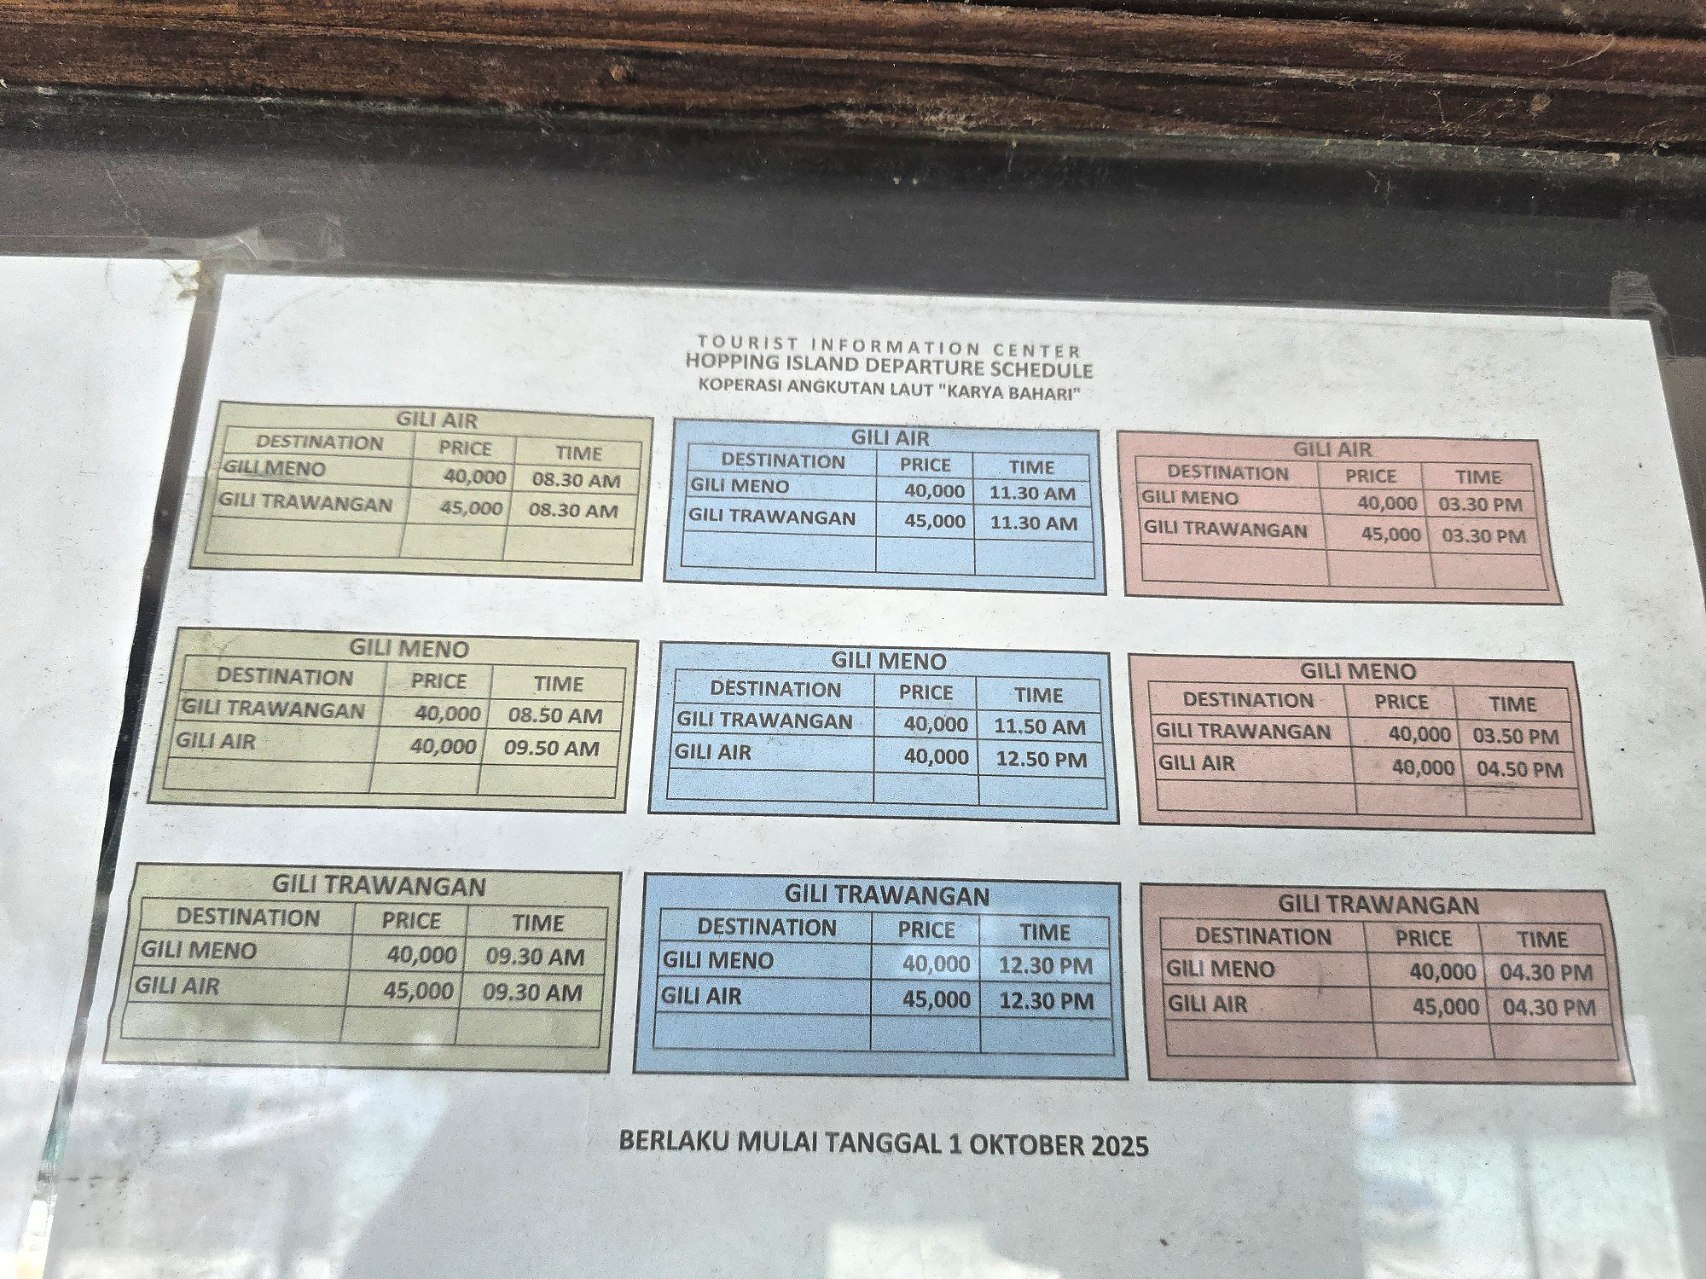 TOURIST INFORMATION CENTER
HOPPING ISLAND DEPARTURE SCHEDULE
KOPERASI ANGKUTAN LAUT "KARYA BAHARI"
GILI AIR
DESTINATION PRICE TIME
GILI MENO 40,000 08.30 AM
GILI TRAWANGAN 45,000 08.30 AM
GILI AIR
DESTINATION PRICE TIME
GILI MENO 40,000 11.30 AM
GILI TRAWANGAN 45,000 11.30 AM
GILI AIR
DESTINATION PRICE TIME
GILI MENO 40,000 03.30 PM
GILI TRAWANGAN 45,000 03.30 PM
GILI MENO
DESTINATION PRICE TIME
GILI TRAWANGAN 40,000 08.50 AM
GILI AIR 40,000 09.50 AM
GILI MENO
DESTINATION PRICE TIME
GILI TRAWANGAN 40,000 11.50 AM
GILI AIR 40,000 12.50 PM
GILI MENO
DESTINATION PRICE TIME
GILI TRAWANGAN 40,000 03.50 PM
GILI AIR 40,000 04.50 PM
GILI TRAWANGAN
DESTINATION PRICE TIME
GILI MENO 40,000 09.30 AM
GILI AIR 45,000 09.30 AM
GILI TRAWANGAN
DESTINATION PRICE TIME
GILI MENO 40,000 12.30 PM
GILI AIR 45,000 12.30 PM
GILI TRAWANGAN
DESTINATION PRICE TIME
GILI MENO 40,000 04.30 PM
GILI AIR 45,000 04.30 PM
BERLAKU MULAI TANGGAL 1 OKTOBER 2025